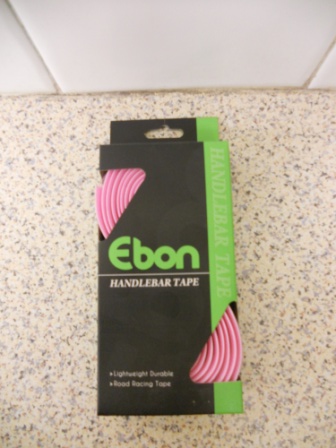 Ebon
HANDLEBAR TAPE
HANDLEBAR TAPE
Lightweight Durable
Road Racing Tape